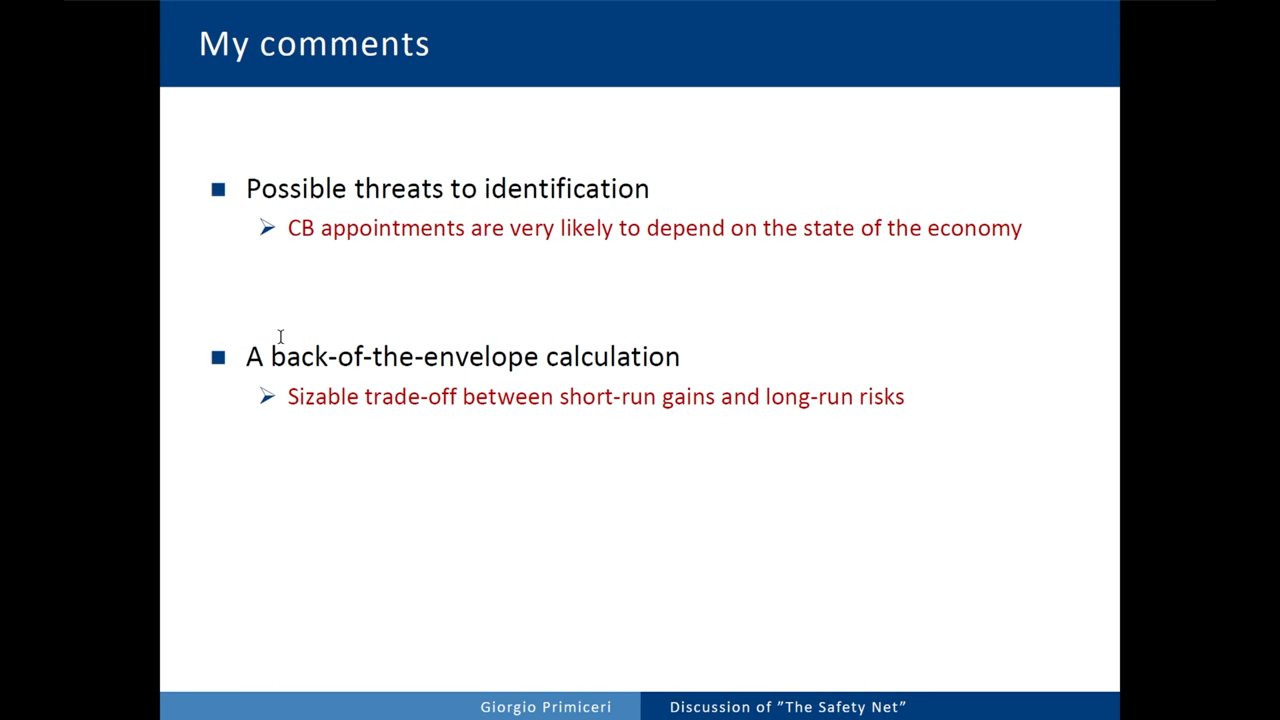 My comments
Possible threats to identification
CB appointments are very likely to depend on the state of the economy
A back-of-the-envelope calculation
Sizable trade-off between short-run gains and long-run risks
Giorgio Primiceri
Discussion of ”The Safety Net”